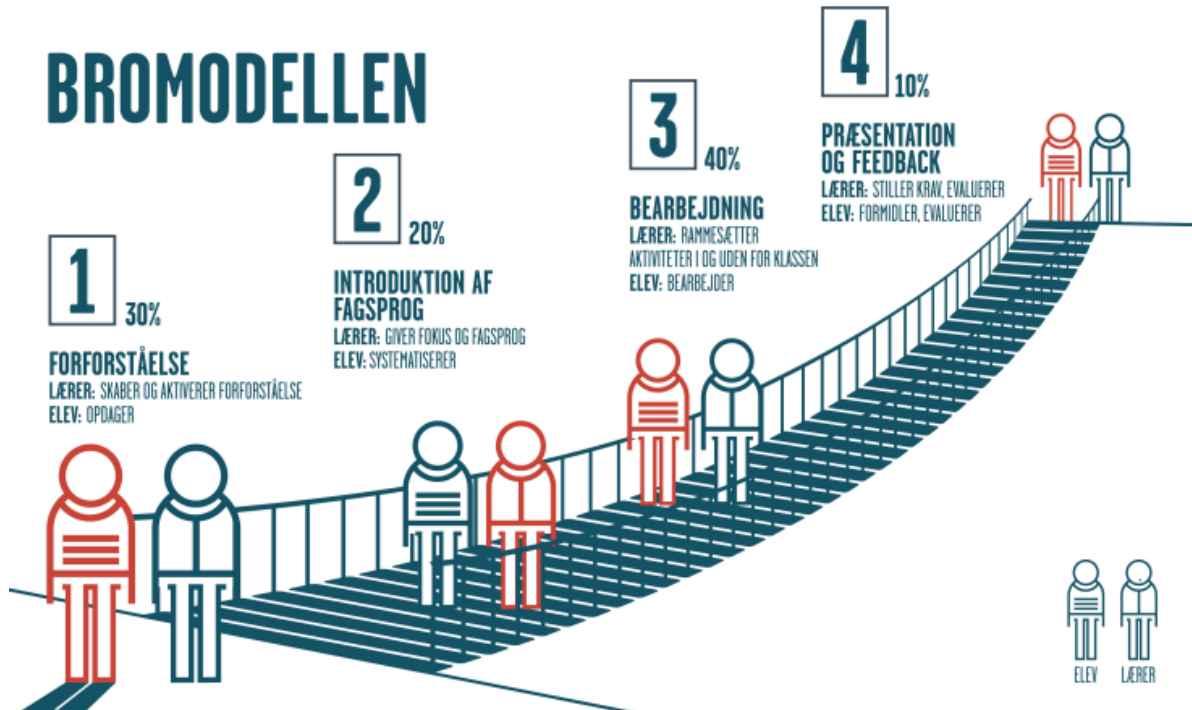 BROMODELLEN
1
30%
FORFORSTÅELSE
LÆRER: SKABER OG AKTIVERER FORFORSTÅELSE
ELEV: OPDAGER
2
20%
INTRODUKTION AF
FAGSPROG
LÆRER: GIVER FOKUS OG FAGSPROG
ELEV: SYSTEMATISERER
3
40%
BEARBEJDNING
LÆRER: RAMMESÆTTER
AKTIVITETER I OG UDEN FOR KLASSEN
ELEV: BEARBEJDER
4
10%
PRÆSENTATION
OG FEEDBACK
LÆRER: STILLER KRAV, EVALUERER
ELEV: FORMIDLER, EVALUERER
ELEV
LÆRER